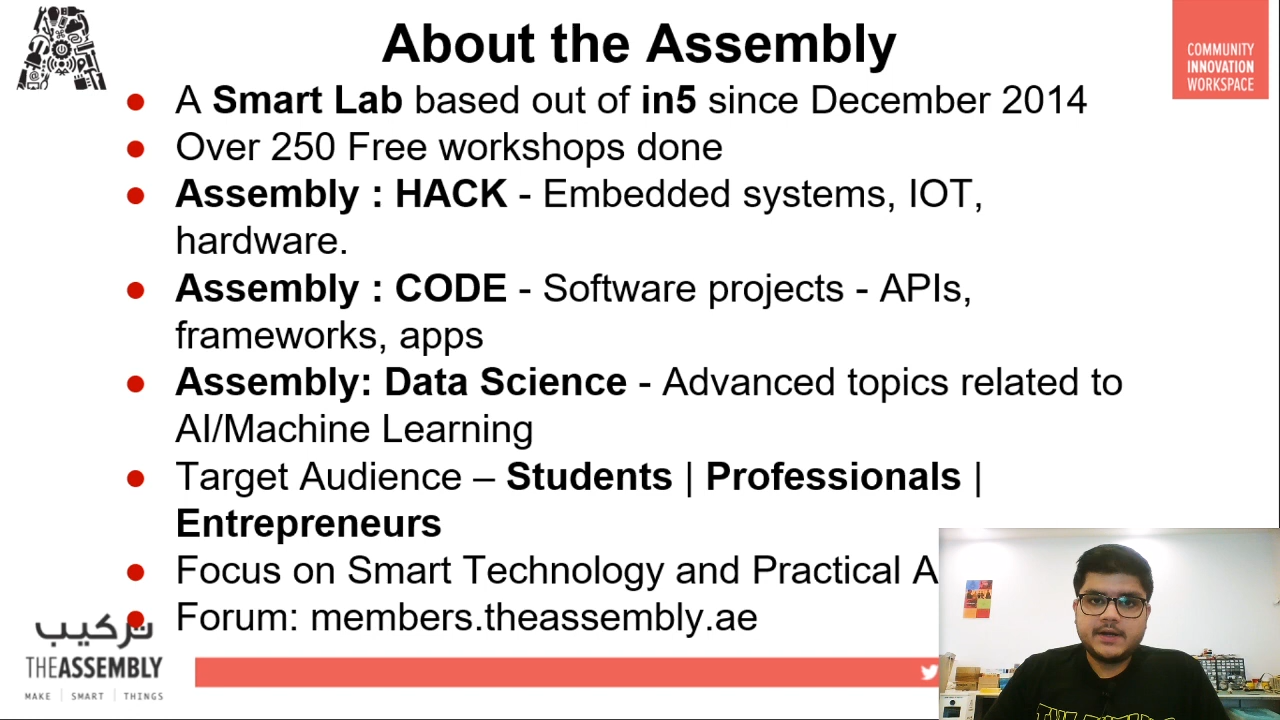 About the Assembly
COMMUNITY
INNOVATION
WORKSPACE
● A Smart Lab based out of in5 since December 2014
● Over 250 Free workshops done
● Assembly : HACK - Embedded systems, IOT,
hardware.
● Assembly : CODE - Software projects - APIs,
frameworks, apps
● Assembly: Data Science - Advanced topics related to
AI/Machine Learning
● Target Audience – Students | Professionals |
Entrepreneurs
● Focus on Smart Technology and Practical A
● Forum: members.theassembly.ae
تركيب
THEASSEMBLY
MAKE | SMART | THINGS